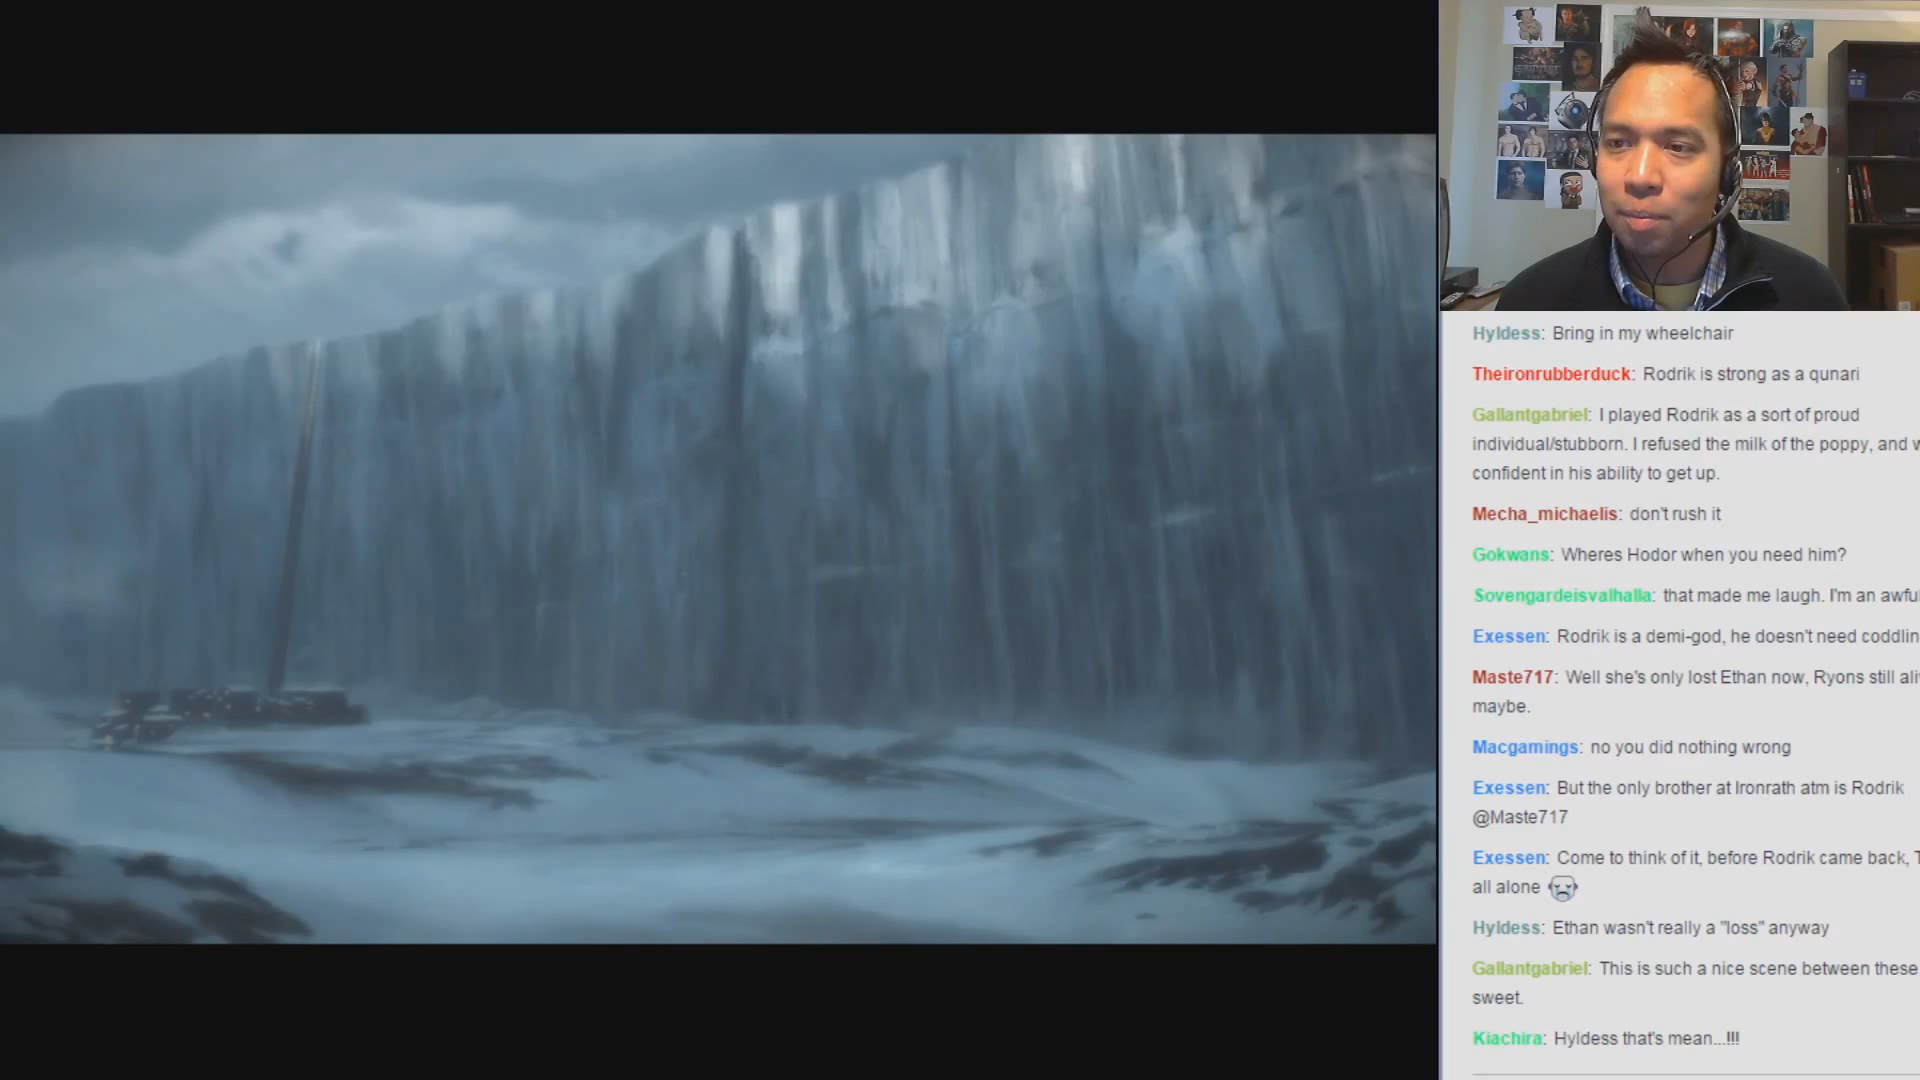 Hyldess: Bring in my wheelchair
Theironrubberduck: Rodrik is strong as a qunari
Gallantgabriel: I played Rodrik as a sort of proud
individual/stubborn. I refused the milk of the poppy, and
confident in his ability to get up.
Mecha_michaelis: don't rush it
Gokwans: Wheres Hodor when you need him?
Sovengardeisvalhalla: that made me laugh. I'm an awful
Exessen: Rodrik is a demi-god, he doesn't need coddlin
Maste717: Well she's only lost Ethan now, Ryons still ali
maybe.
Macgamings: no you did nothing wrong
Exessen: But the only brother at Ironrath atm is Rodrik
@Maste717
Exessen: Come to think of it, before Rodrik came back, T
all alone
Hyldess: Ethan wasn't really a "loss" anyway
Gallantgabriel: This is such a nice scene between these
sweet.
Kiachira: Hyldess that's mean...!!!